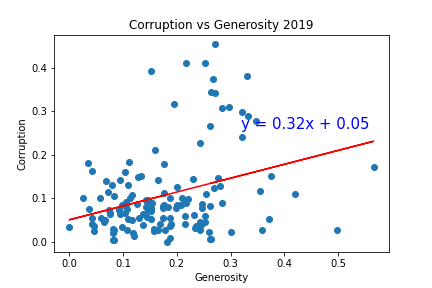 Corruption vs Generosity 2019
0.4
0.3
0.2
0.1
0.0
Corruption
y = 0.32x + 0.05
0.0 0.1 0.2 0.3 0.4 0.5
Generosity